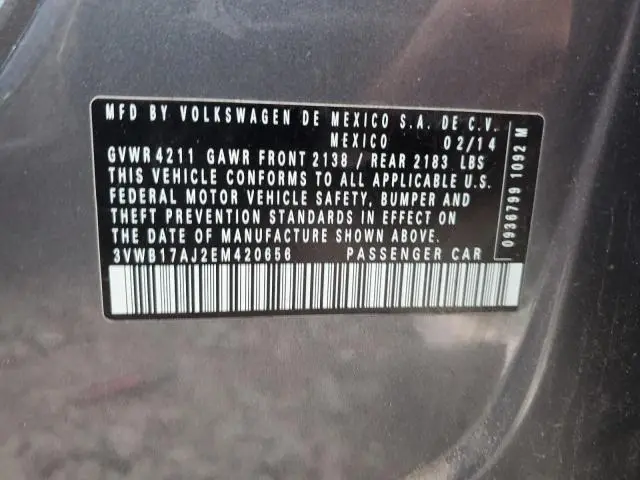 MFD BY VOLKSWAGEN DE MEXICO S.A. DE C.V.
MEXICO 02/14
GVWR 4211 GAWR FRONT 2138 / REAR 2183 LBS
THIS VEHICLE CONFORMS TO ALL APPLICABLE U.S.
FEDERAL MOTOR VEHICLE SAFETY, BUMPER AND
THEFT PREVENTION STANDARDS IN EFFECT ON
THE DATE OF MANUFACTURE SHOWN ABOVE.
3VWB17AJ2EM420656 PASSENGER CAR
0936799 1092 M